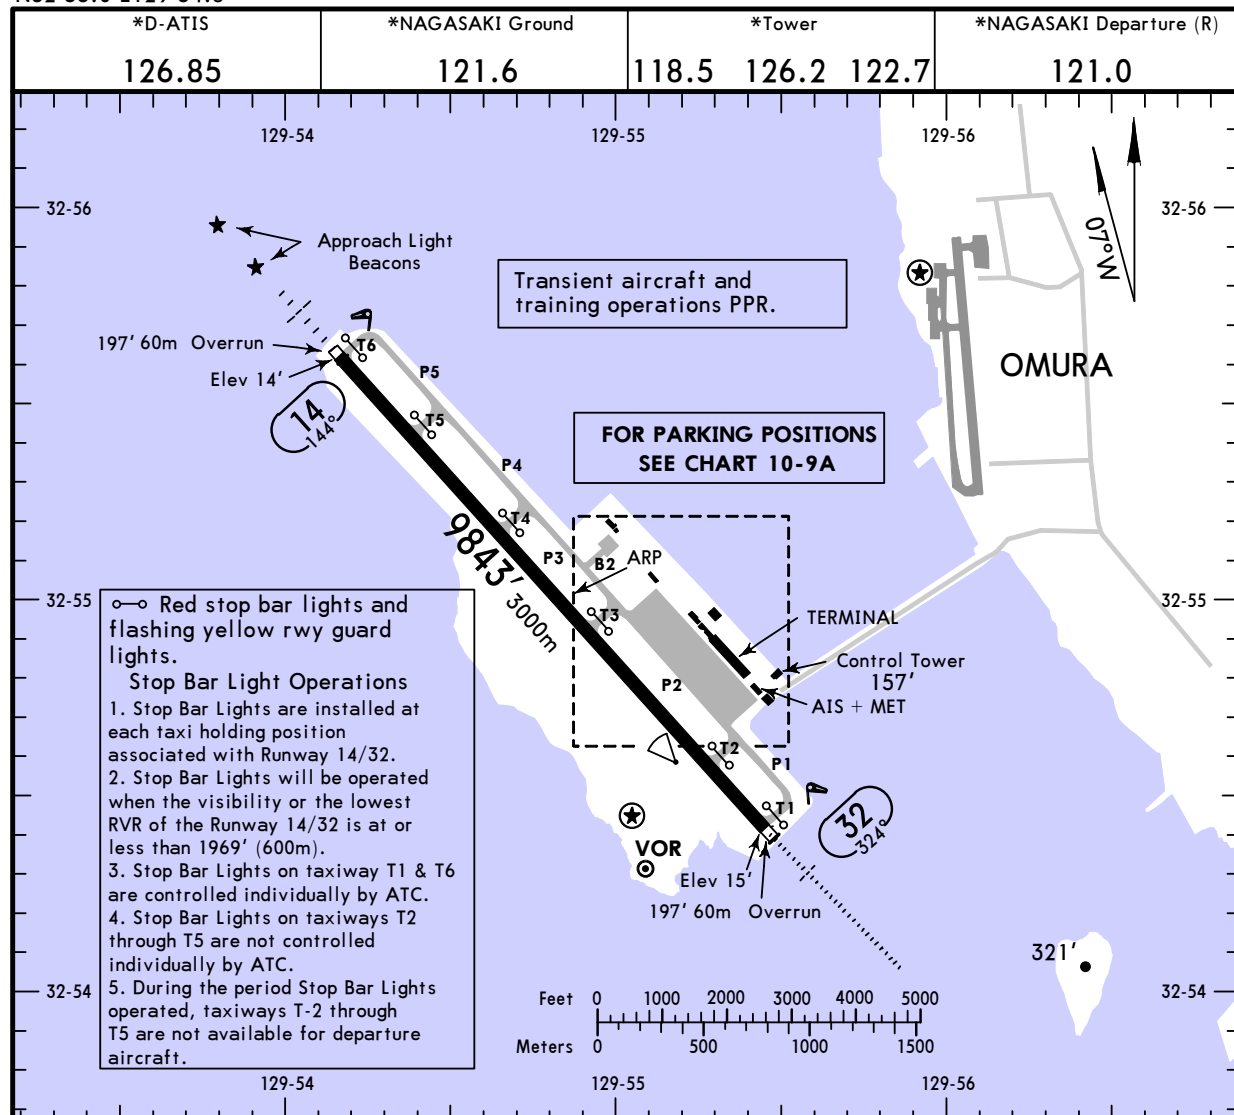 *D-ATIS
126.85
*NAGASAKI Ground
121.6
*Tower
118.5 126.2 122.7
*NAGASAKI Departure (R)
121.0
129-54
129-55
129-56
32-56
32-56
07°W
Approach Light
Beacons
Transient aircraft and
training operations PPR.
197' 60m Overrun
Elev 14'
14
144°
T6
P5
T5
P4
T4
OMURA
FOR PARKING POSITIONS
SEE CHART 10-9A
9843' 3000m
P3
B2
ARP
T3
32-55
32-55
TERMINAL
Control Tower
157'
AIS + MET
P2
T2
P1
T1
32
324°
VOR
Elev 15'
197' 60m Overrun
Red stop bar lights and
flashing yellow rwy guard
lights.
Stop Bar Light Operations
1. Stop Bar Lights are installed at
each taxi holding position
associated with Runway 14/32.
2. Stop Bar Lights will be operated
when the visibility or the lowest
RVR of the Runway 14/32 is at or
less than 1969' (600m).
3. Stop Bar Lights on taxiway T1 & T6
are controlled individually by ATC.
4. Stop Bar Lights on taxiways T2
through T5 are not controlled
individually by ATC.
5. During the period Stop Bar Lights
operated, taxiways T-2 through
T5 are not available for departure
aircraft.
321'
32-54
32-54
Feet 0 1000 2000 3000 4000 5000
Meters 0 500 1000 1500
129-54
129-55
129-56